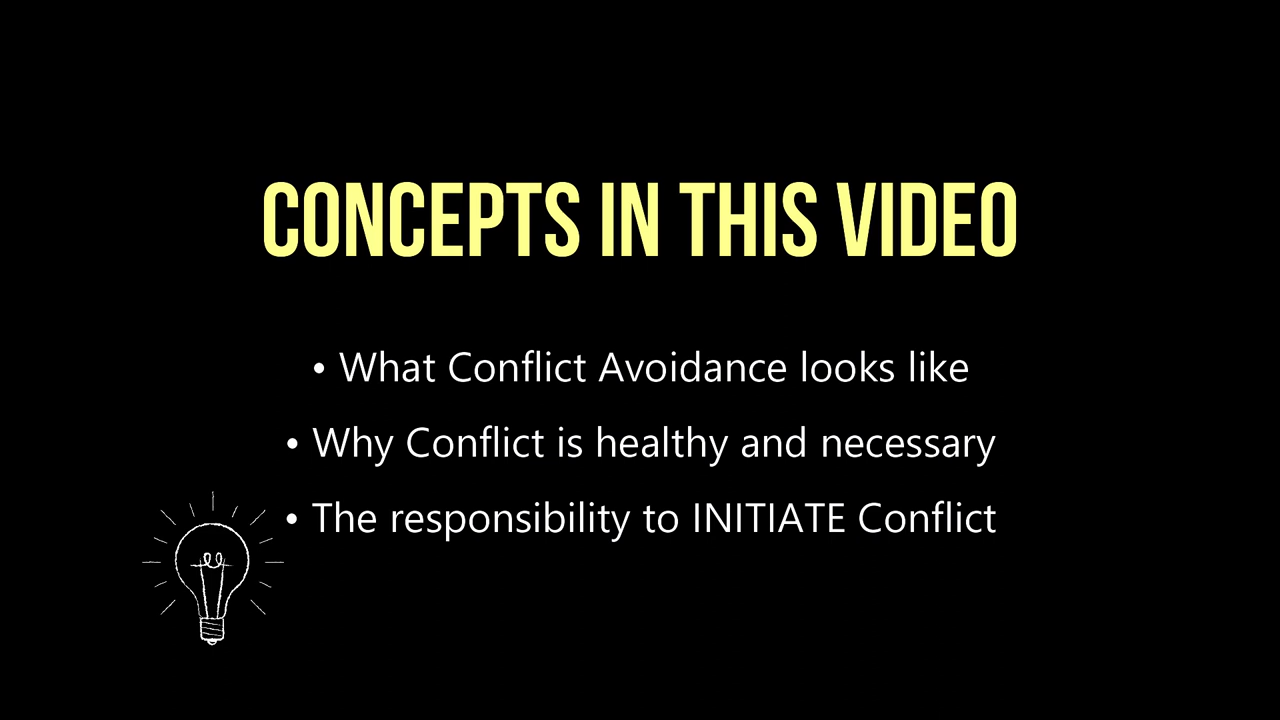 CONCEPTS IN THIS VIDEO
• What Conflict Avoidance looks like
• Why Conflict is healthy and necessary
• The responsibility to INITIATE Conflict